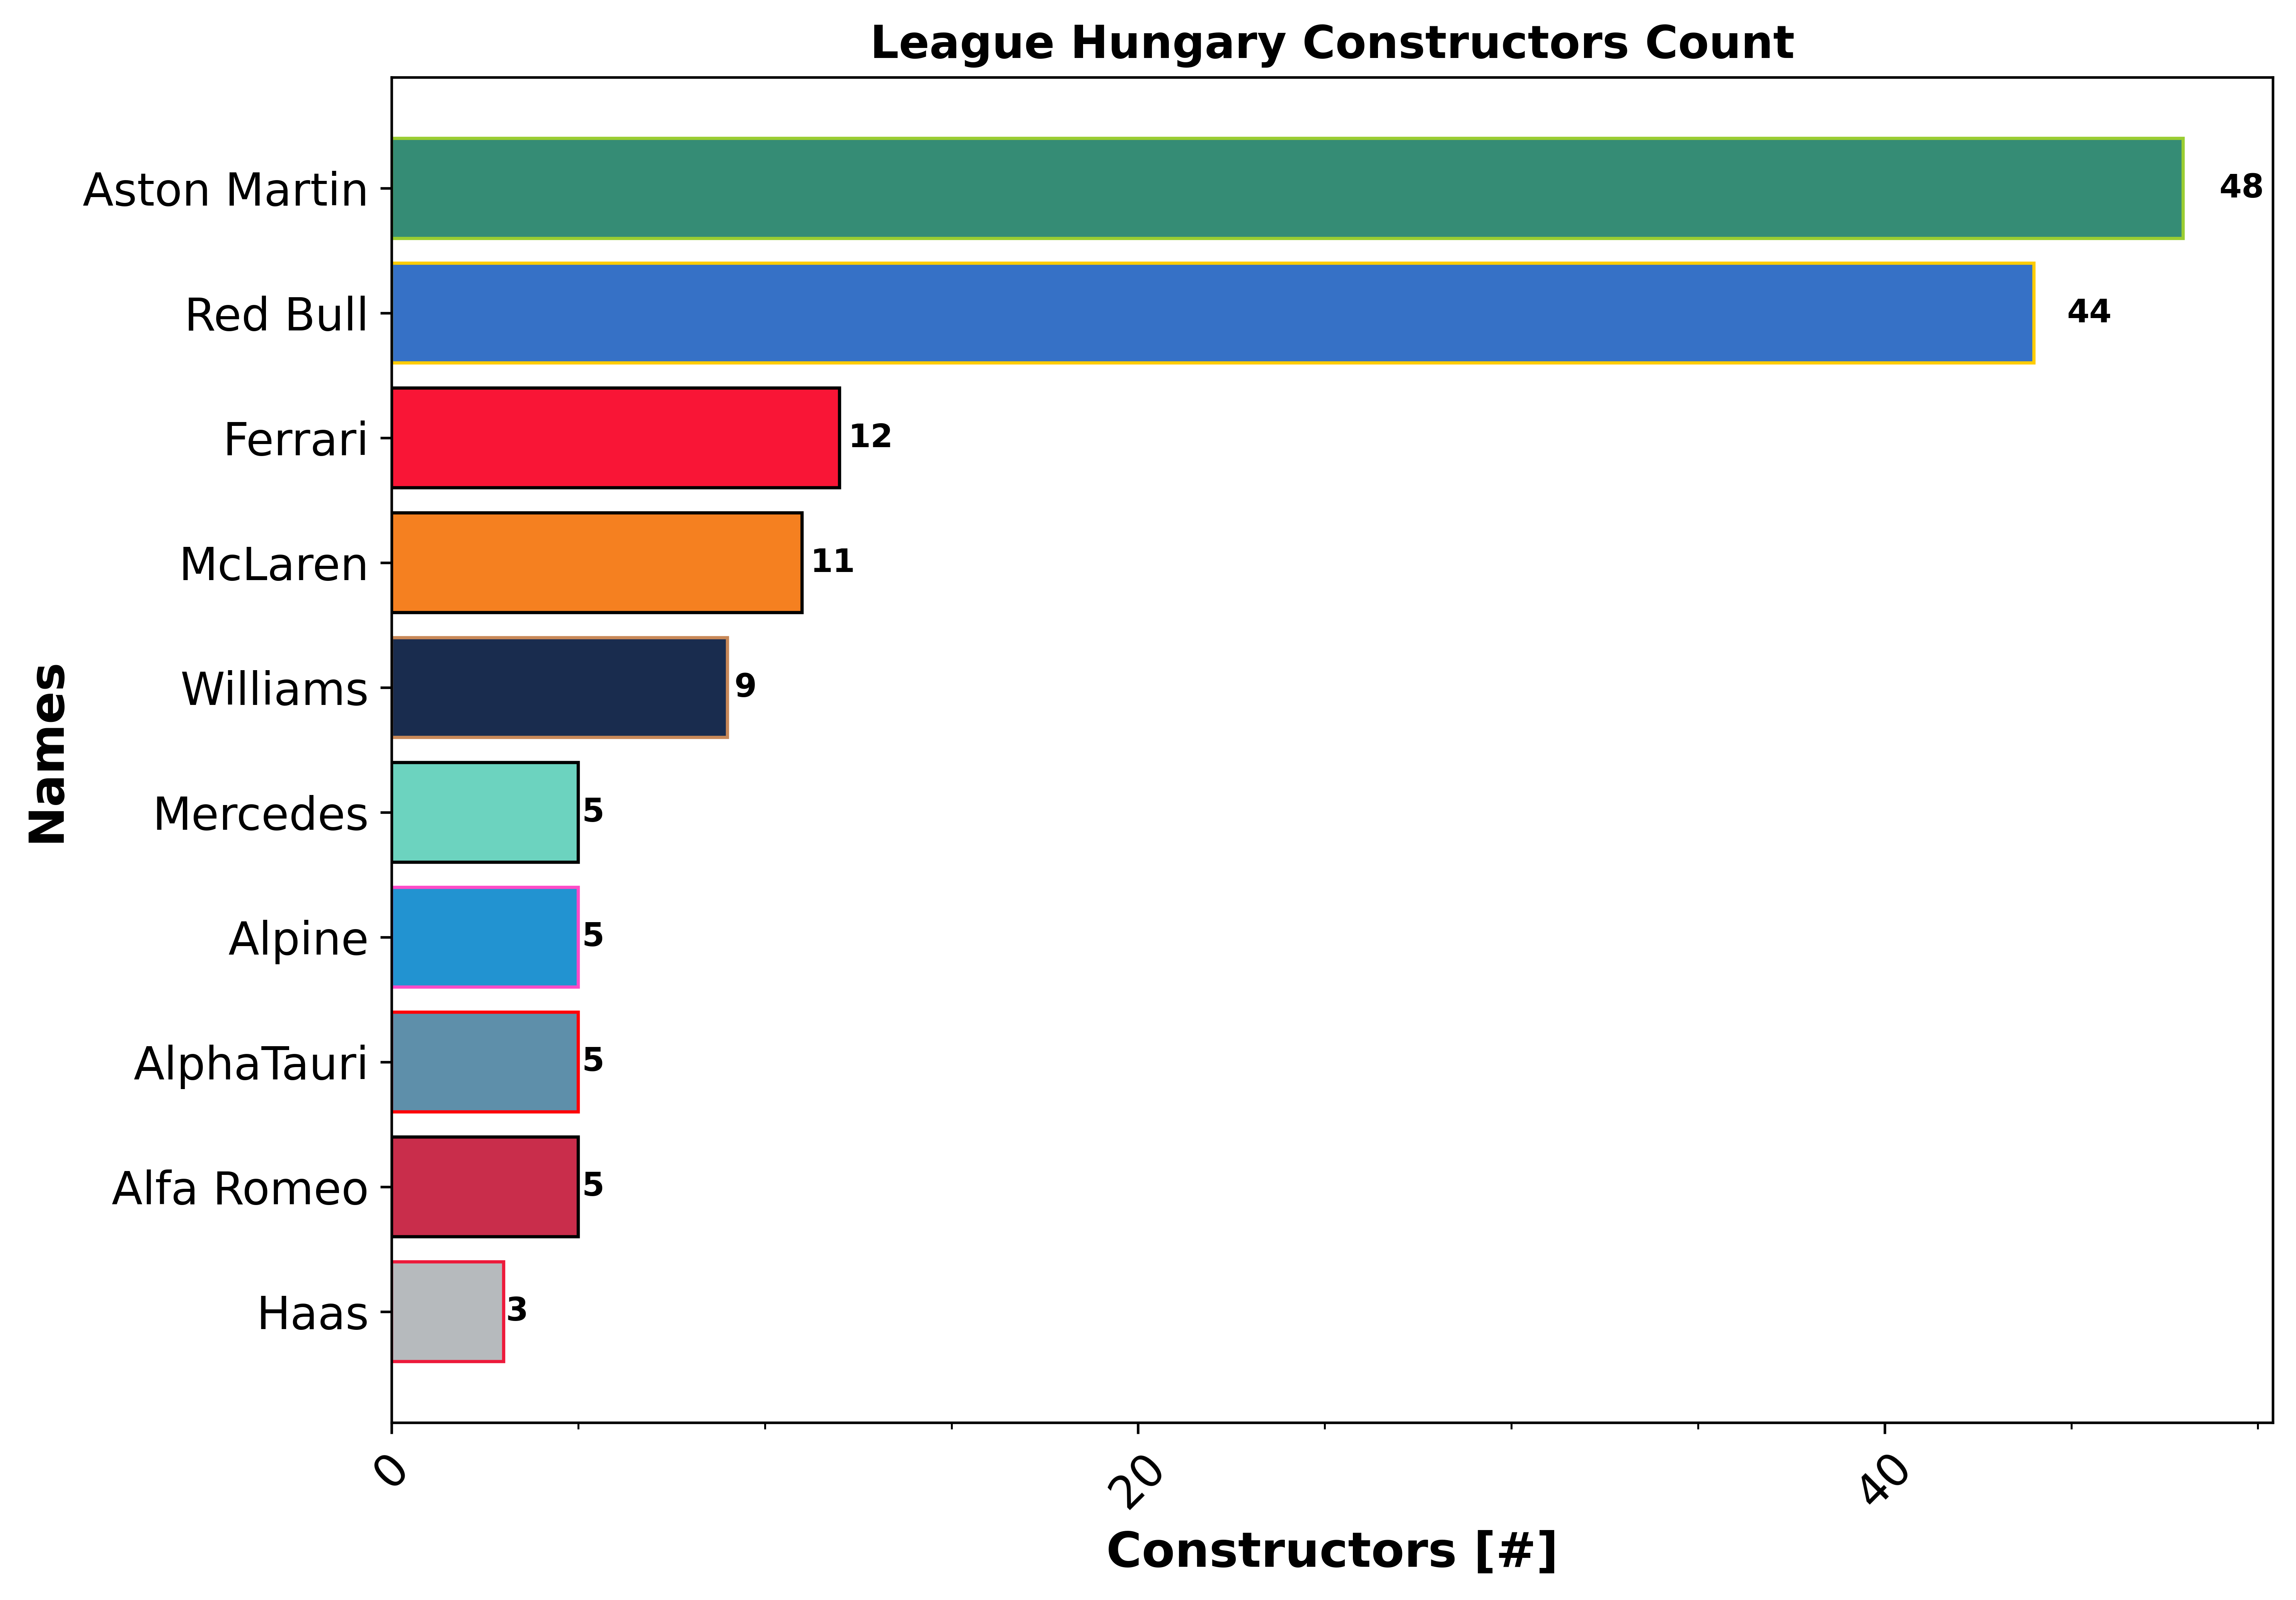 League Hungary Constructors Count
Aston Martin 48
Red Bull 44
Ferrari 12
McLaren 11
Williams 9
Mercedes 5
Alpine 5
AlphaTauri 5
Alfa Romeo 5
Haas 3
Names
0 20 40
Constructors [#]